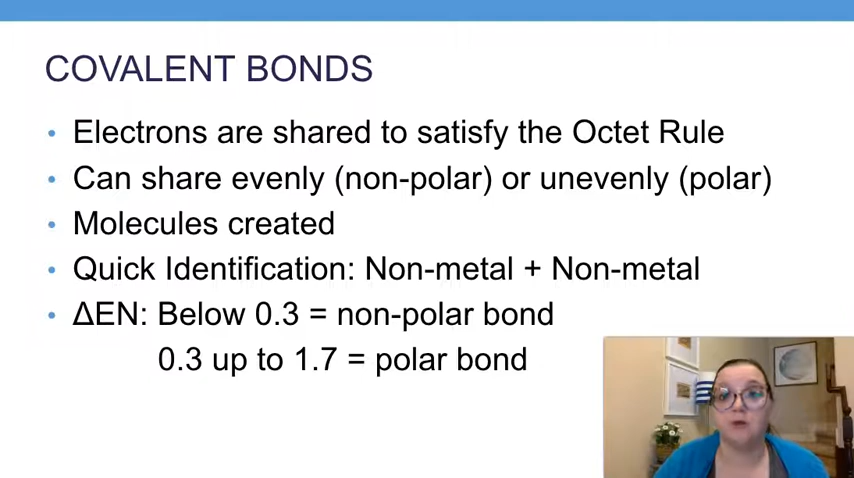 COVALENT BONDS
• Electrons are shared to satisfy the Octet Rule
• Can share evenly (non-polar) or unevenly (polar)
• Molecules created
• Quick Identification: Non-metal + Non-metal
• ΔEN: Below 0.3 = non-polar bond
0.3 up to 1.7 = polar bond